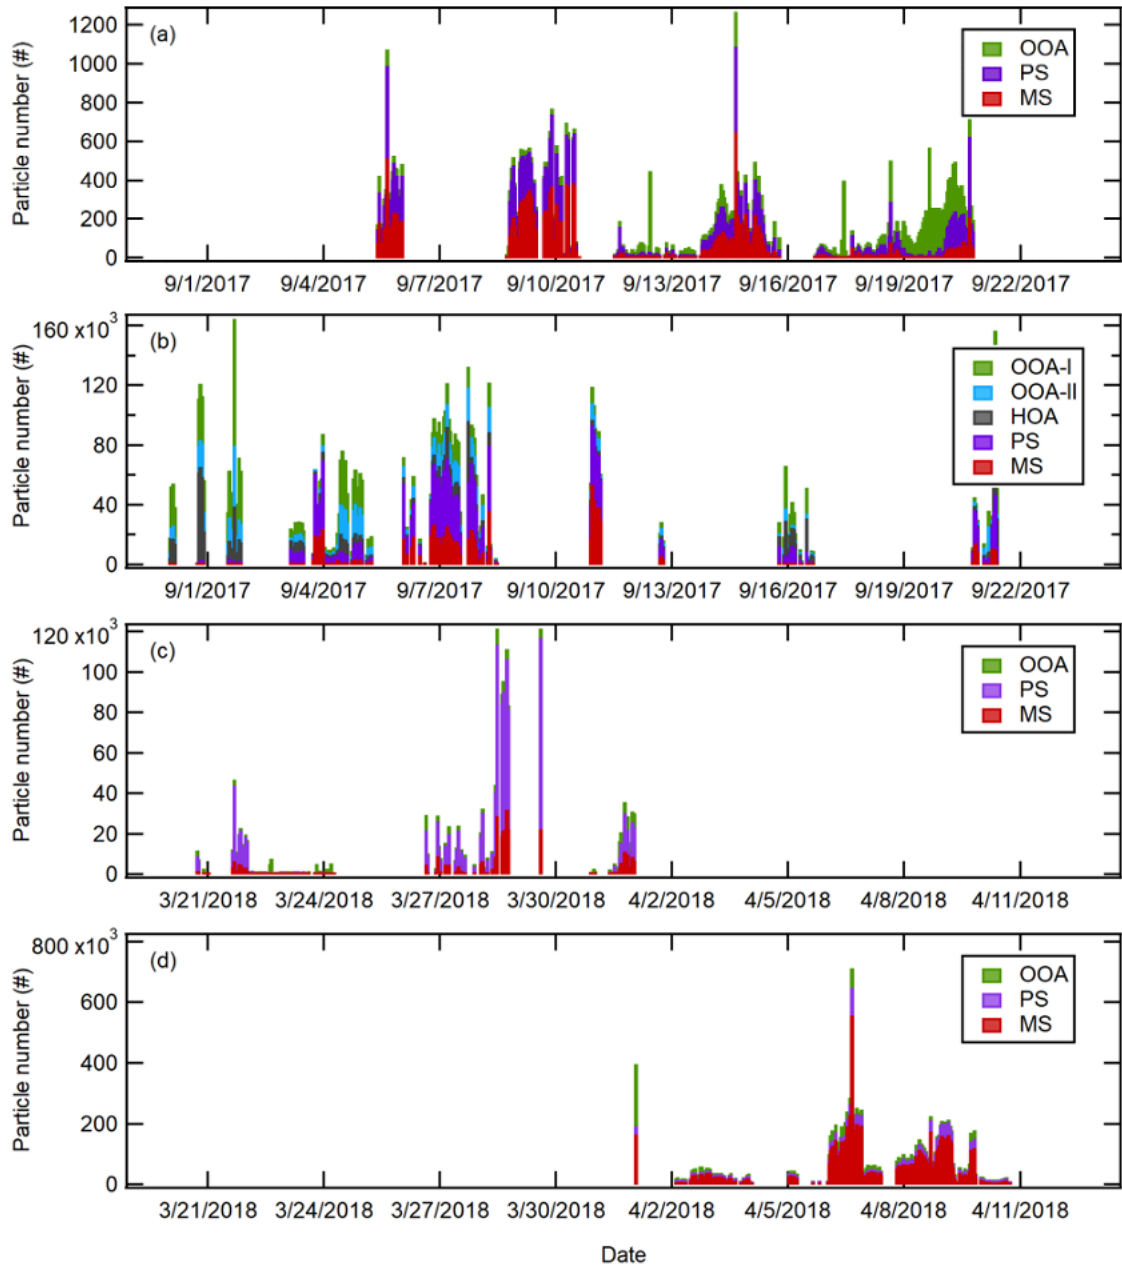 (a)
Particle number (#)
1200
1000
800
600
400
200
0
OOA
PS
MS
9/1/2017 9/4/2017 9/7/2017 9/10/2017 9/13/2017 9/16/2017 9/19/2017 9/22/2017
(b)
Particle number (#)
160 x10³
120
80
40
0
OOA-I
OOA-II
HOA
PS
MS
9/1/2017 9/4/2017 9/7/2017 9/10/2017 9/13/2017 9/16/2017 9/19/2017 9/22/2017
(c)
Particle number (#)
120 x10³
100
80
60
40
20
0
OOA
PS
MS
3/21/2018 3/24/2018 3/27/2018 3/30/2018 4/2/2018 4/5/2018 4/8/2018 4/11/2018
(d)
Particle number (#)
800 x10³
600
400
200
0
OOA
PS
MS
3/21/2018 3/24/2018 3/27/2018 3/30/2018 4/2/2018 4/5/2018 4/8/2018 4/11/2018
Date